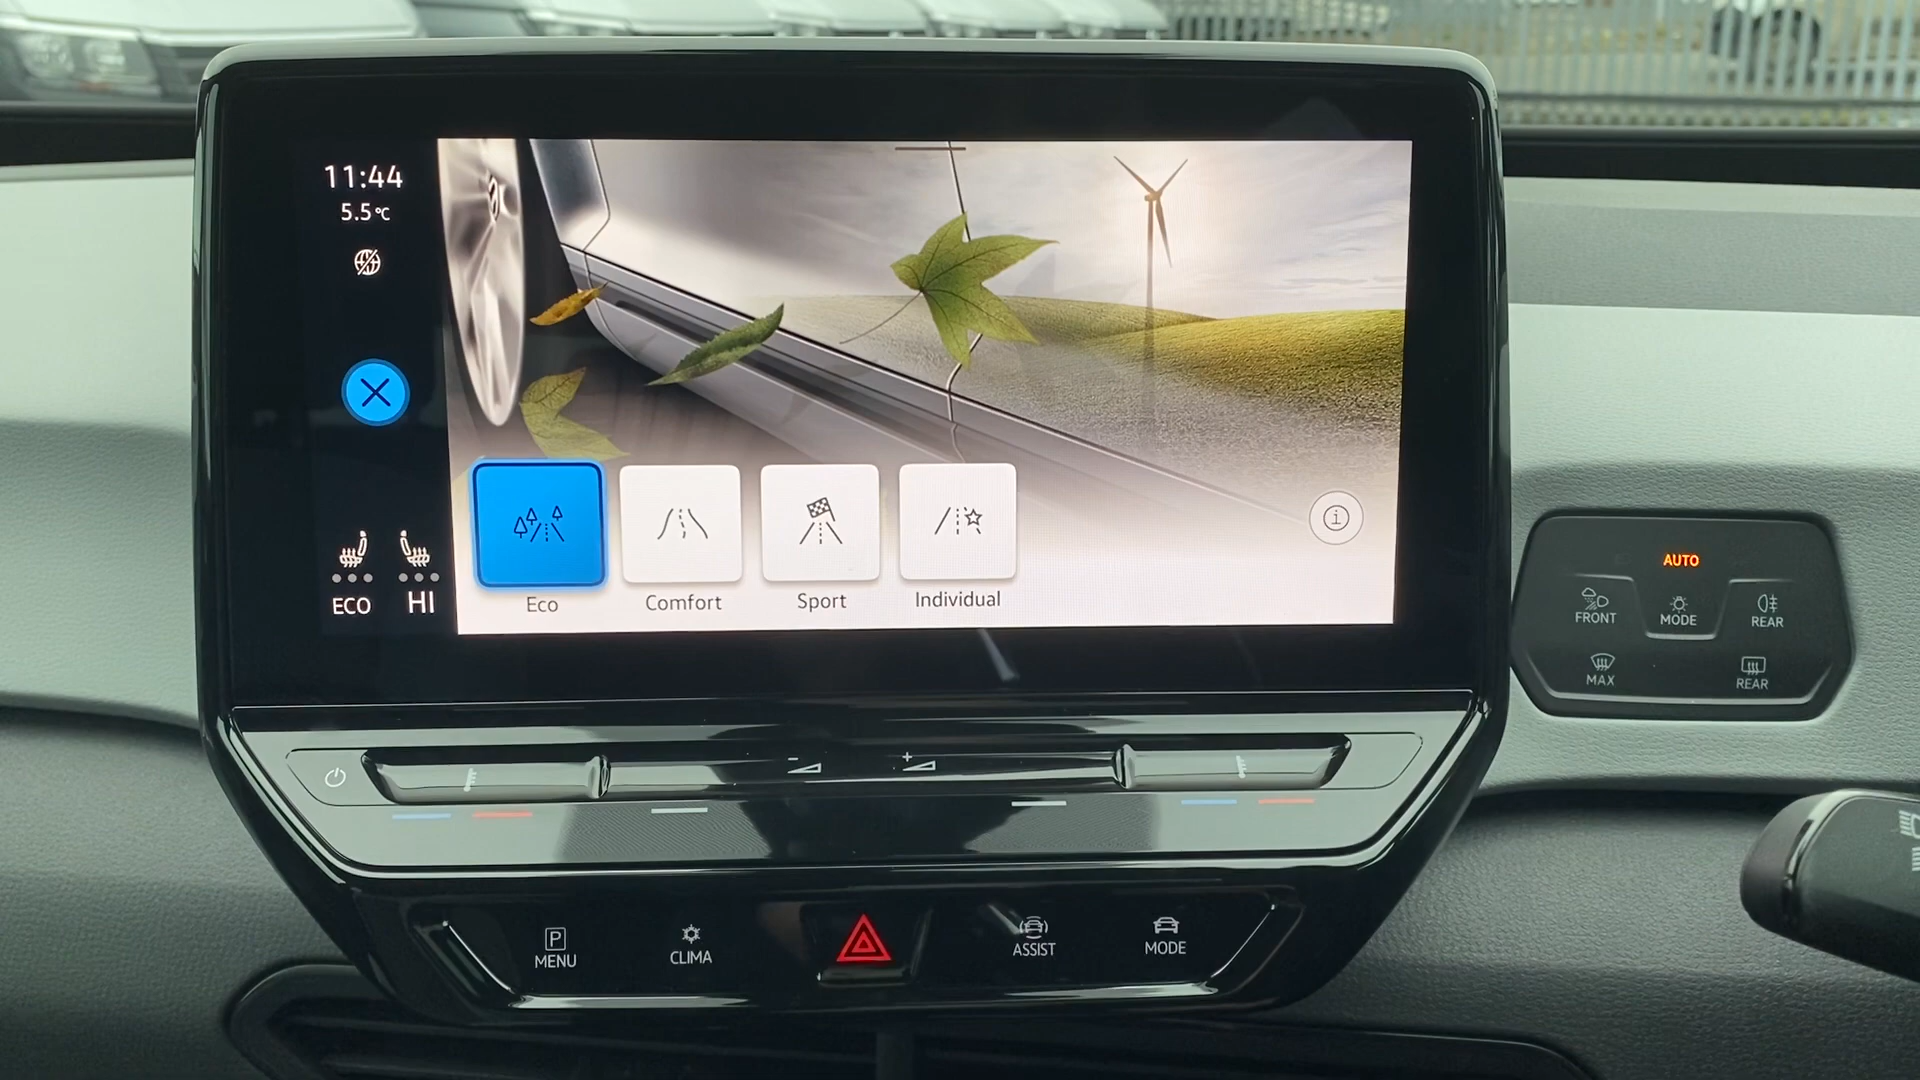 11:44
5.5°C
ECO
HI
Eco
Comfort
Sport
Individual
AUTO
FRONT
MODE
REAR
MAX
REAR
P
MENU
CLIMA
ASSIST
MODE